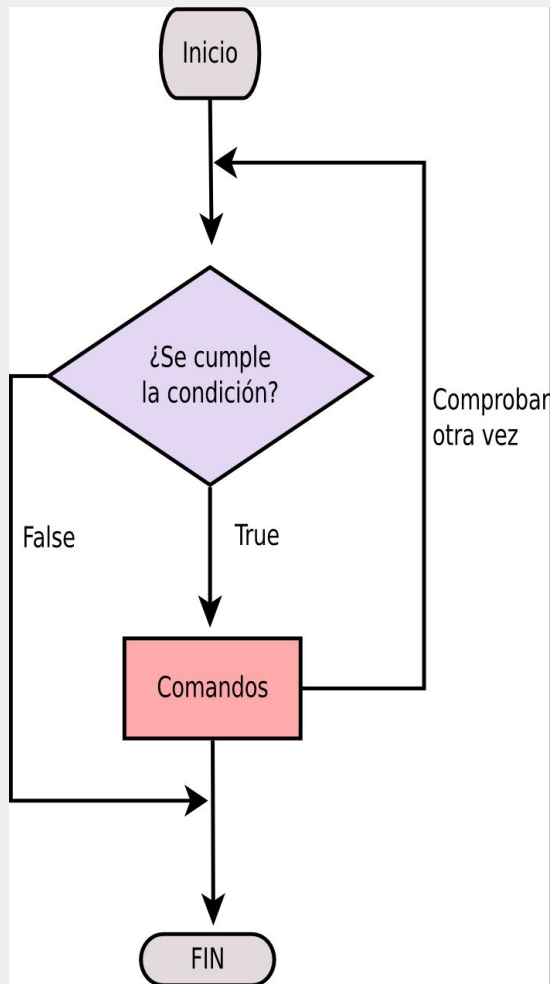 Inicio
¿Se cumple
la condición?
Comprobar
otra vez
False
True
Comandos
FIN